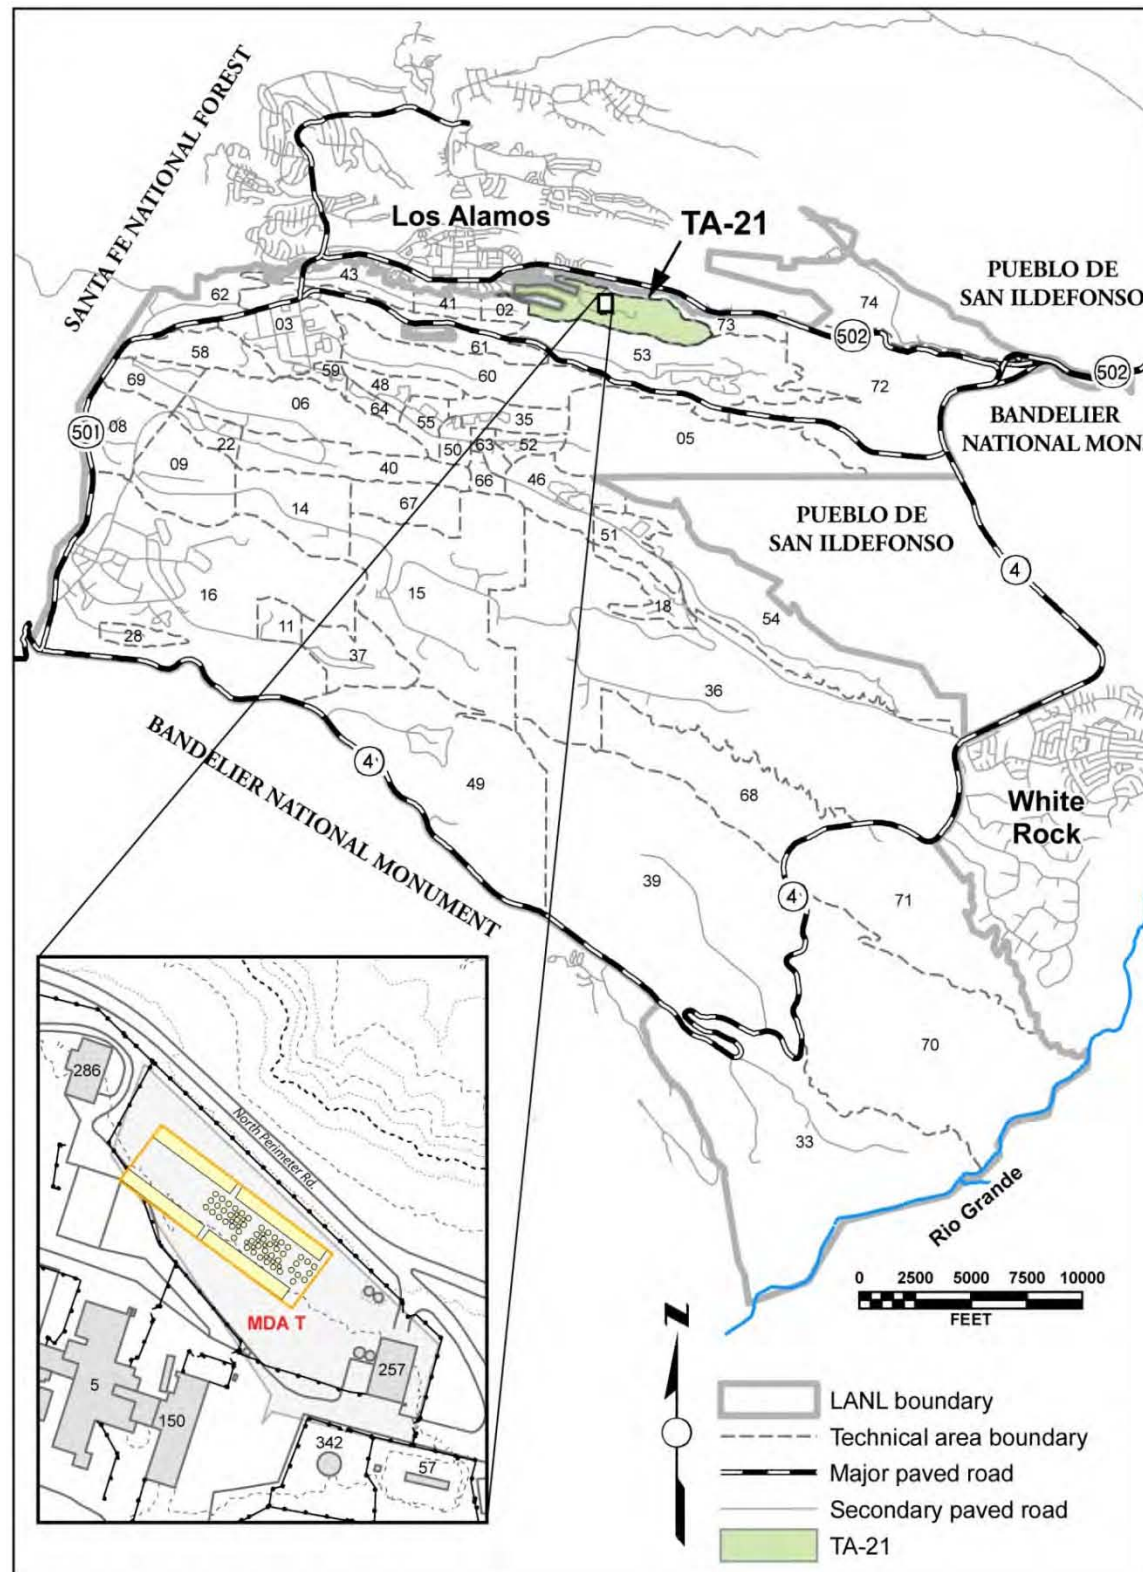 SANTA FE NATIONAL FOREST
Los Alamos
TA-21
PUEBLO DE
SAN ILDEFONSO
74
43
62
41
02
03
73
502
502
61
53
58
59
48
60
72
69
64
06
55
35
BANDELIER
NATIONAL MON
501
08
22
50
63
52
05
09
40
66
46
14
67
51
PUEBLO DE
SAN ILDEFONSO
4
16
15
18
54
11
28
37
36
BANDELIER NATIONAL MONUMENT
4
49
68
White
Rock
39
4
71
70
33
Rio Grande
286
North Perimeter Rd.
MDA T
257
5
150
342
57
0 2500 5000 7500 10000
FEET
N
LANL boundary
Technical area boundary
Major paved road
Secondary paved road
TA-21